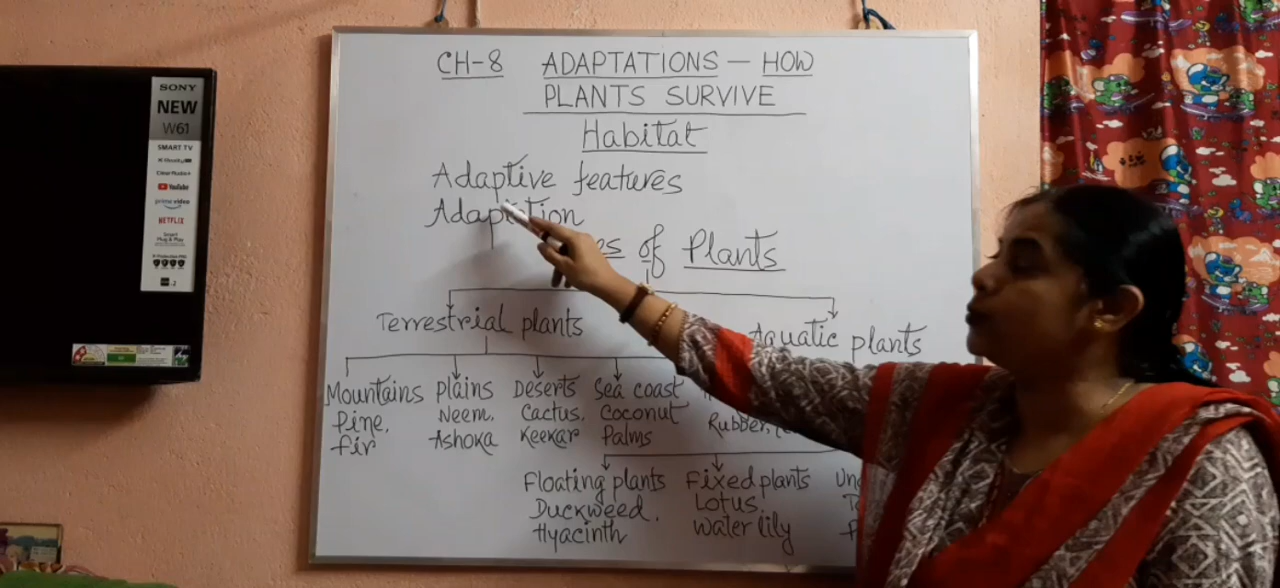 CH-8 ADAPTATIONS — HOW
PLANTS SURVIVE
Habitat
Adaptive features
Adaptation
of Plants
Terrestrial plants
Aquatic plants
Mountains
Pine,
Fir
Plains
Neem,
Ashoka
Deserts
Cactus,
Keekar
Sea coast
Coconut
Palms
Rubber,
Floating plants
Duckweed,
Hyacinth
Fixed plants
Lotus,
Water lily
SONY
NEW
W61
SMART TV
YouTube
prime video
NETFLIX